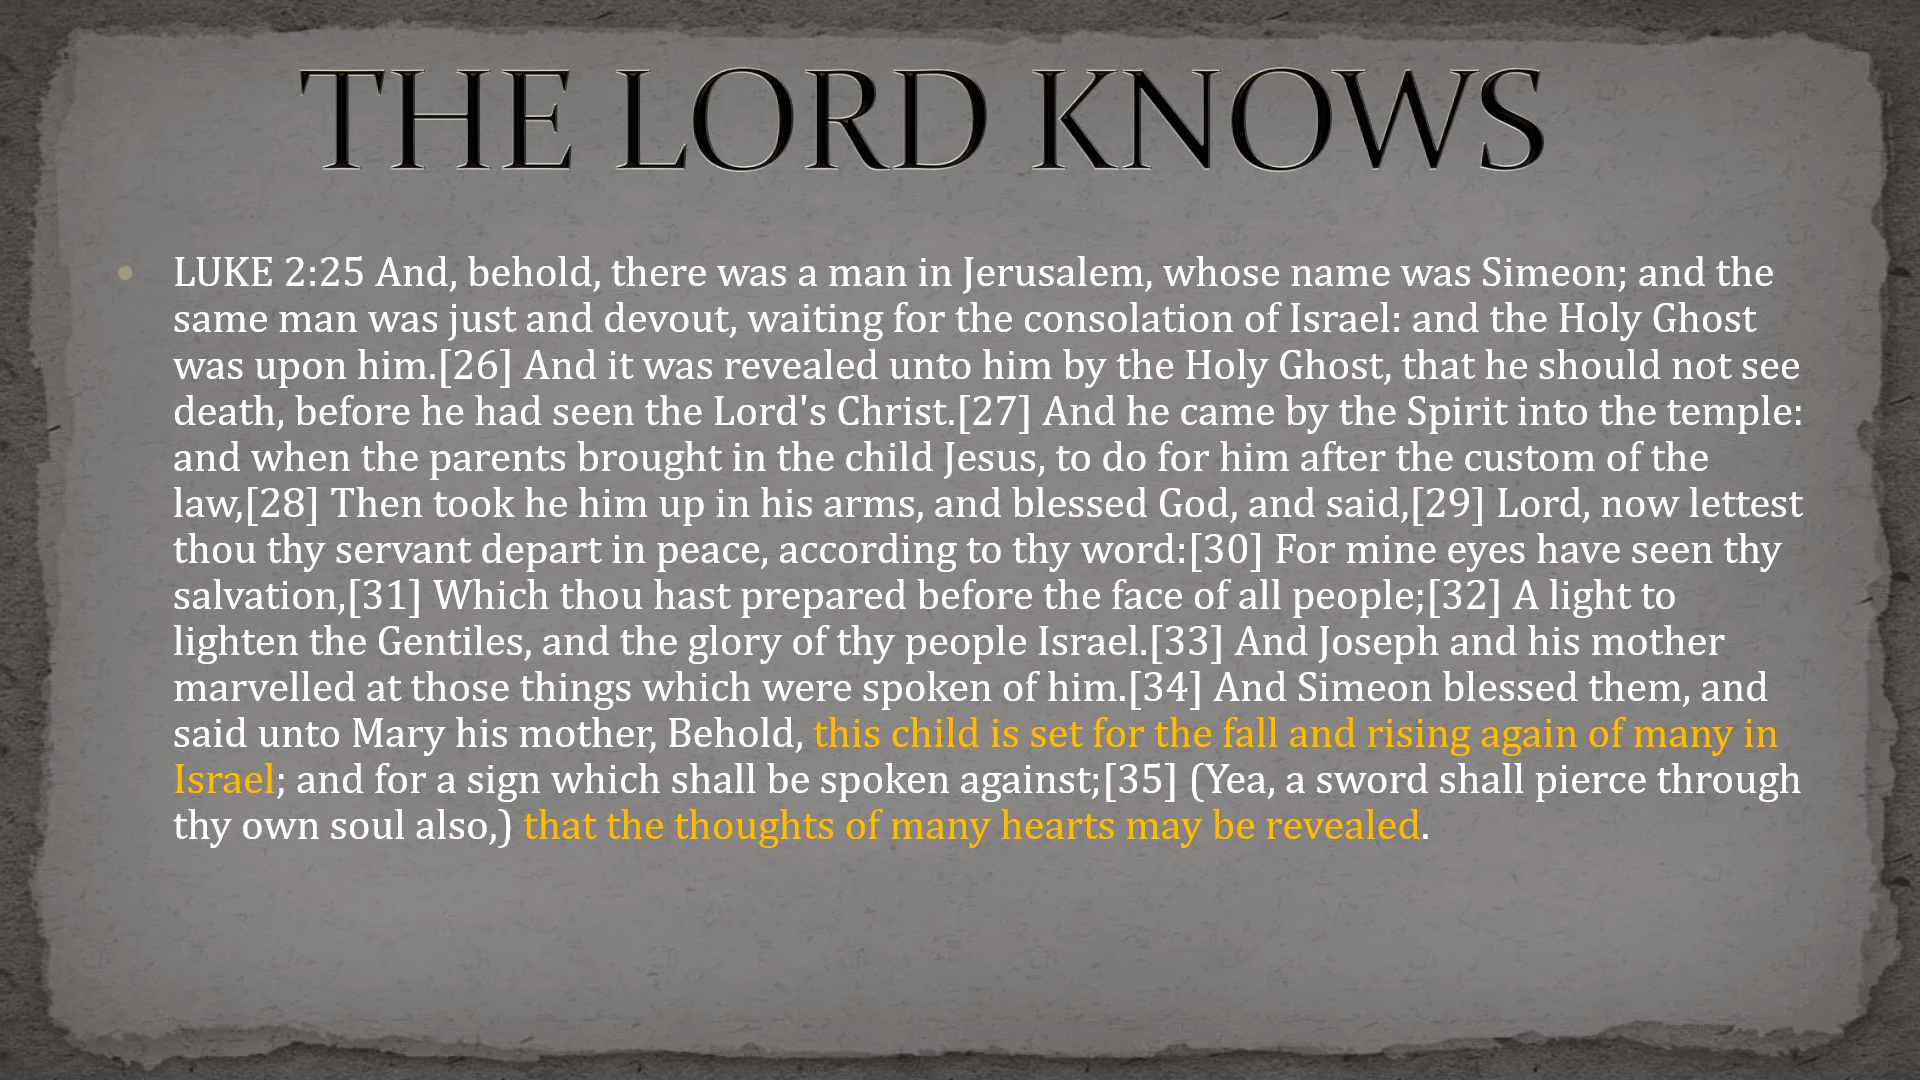 THE LORD KNOWS
• LUKE 2:25 And, behold, there was a man in Jerusalem, whose name was Simeon; and the
same man was just and devout, waiting for the consolation of Israel: and the Holy Ghost
was upon him.[26] And it was revealed unto him by the Holy Ghost, that he should not see
death, before he had seen the Lord's Christ.[27] And he came by the Spirit into the temple:
and when the parents brought in the child Jesus, to do for him after the custom of the
law,[28] Then took he him up in his arms, and blessed God, and said,[29] Lord, now lettest
thou thy servant depart in peace, according to thy word:[30] For mine eyes have seen thy
salvation,[31] Which thou hast prepared before the face of all people;[32] A light to
lighten the Gentiles, and the glory of thy people Israel.[33] And Joseph and his mother
marvelled at those things which were spoken of him.[34] And Simeon blessed them, and
said unto Mary his mother, Behold, this child is set for the fall and rising again of many in
Israel; and for a sign which shall be spoken against;[35] (Yea, a sword shall pierce through
thy own soul also,) that the thoughts of many hearts may be revealed.